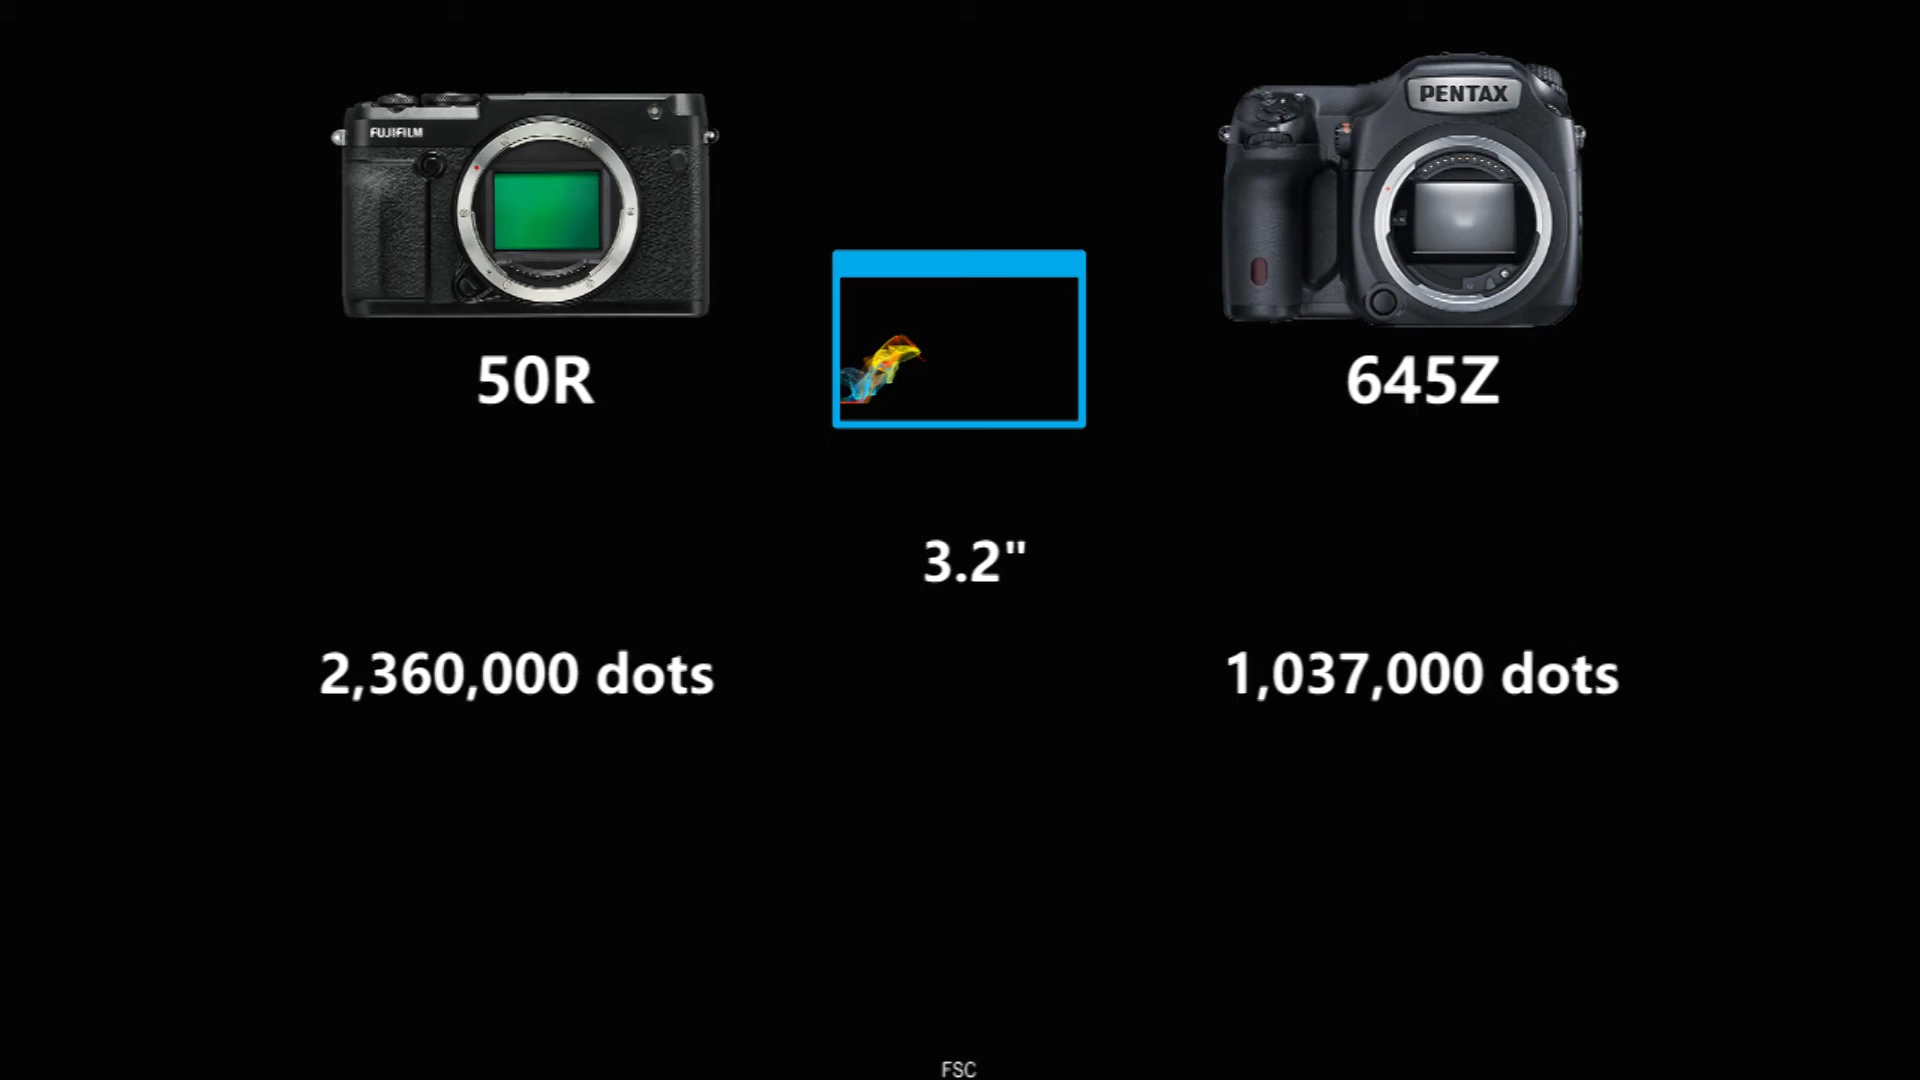 FUJIFILM
PENTAX
50R
645Z
3.2"
2,360,000 dots
1,037,000 dots
FSC